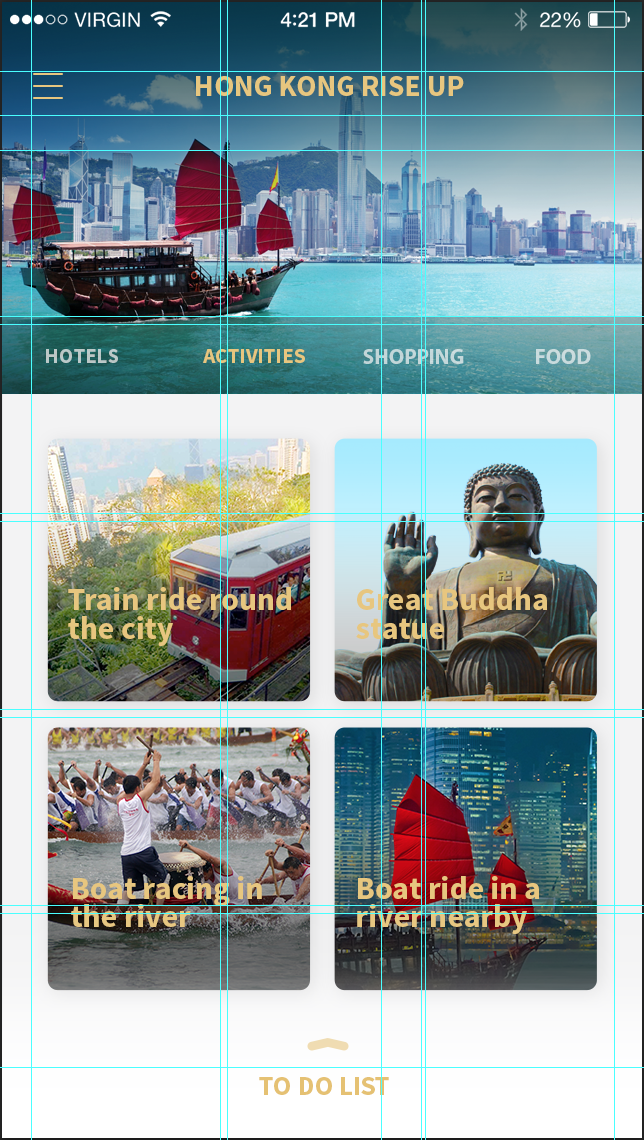 VIRGIN 4:21 PM 22%
HONG KONG RISE UP
HOTELS ACTIVITIES SHOPPING FOOD
Train ride round
the city
Great Buddha
statue
Boat racing in
the river
Boat ride in a
river nearby
TO DO LIST